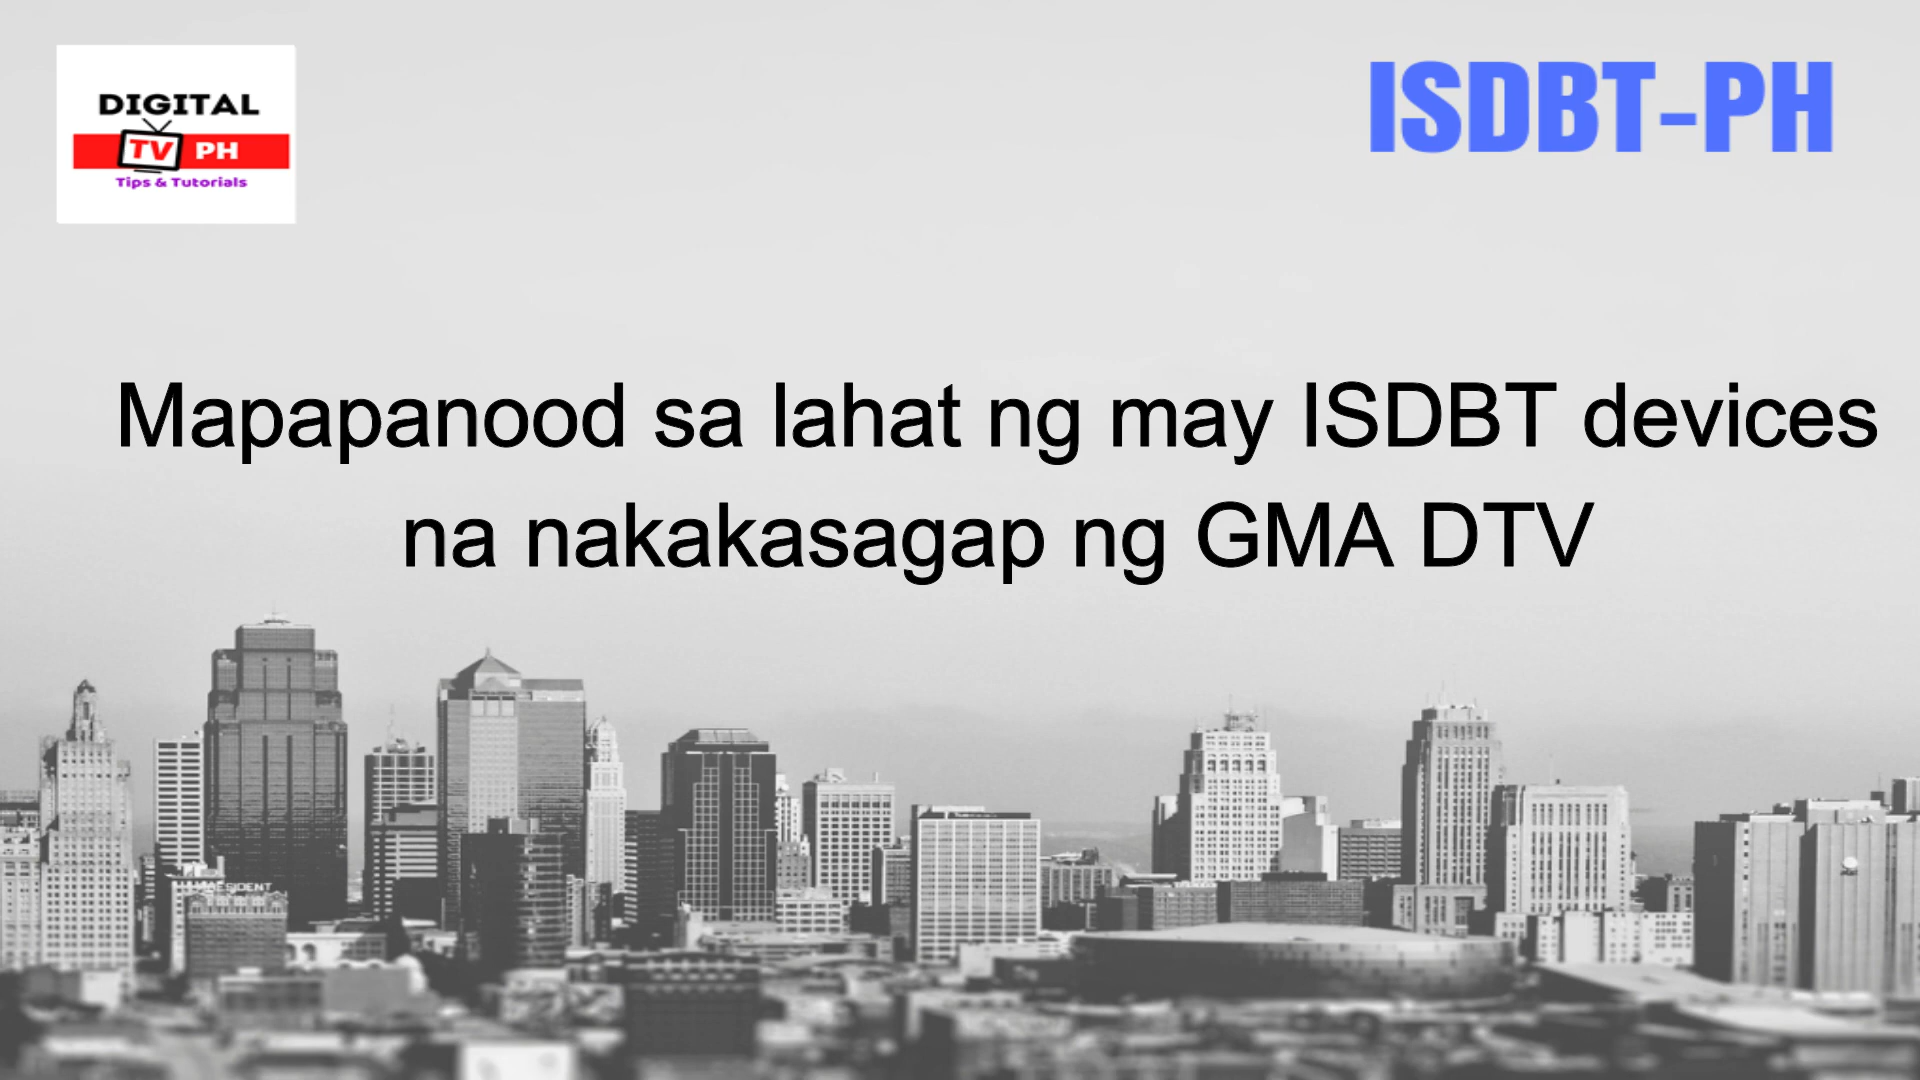 DIGITAL
TV PH
Tips & Tutorials
ISDBT-PH
Mapapanood sa lahat ng may ISDBT devices
na nakakasagap ng GMA DTV
PRESIDENT